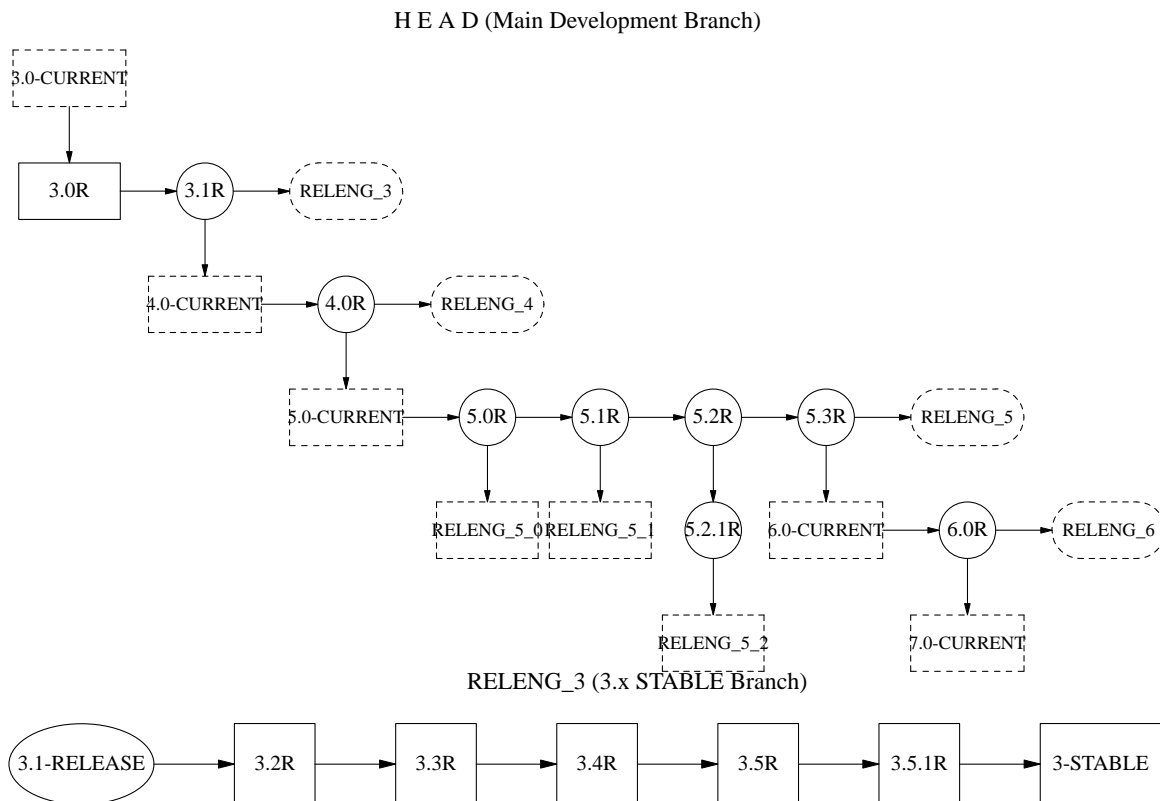 H E A D (Main Development Branch)
3.0-CURRENT
3.0R
3.1R
RELENG_3
4.0-CURRENT
4.0R
RELENG_4
5.0-CURRENT
5.0R
5.1R
5.2R
5.3R
RELENG_5
RELENG_5_0
RELENG_5_1
5.2.1R
6.0-CURRENT
6.0R
RELENG_6
RELENG_5_2
7.0-CURRENT
RELENG_3 (3.x STABLE Branch)
3.1-RELEASE
3.2R
3.3R
3.4R
3.5R
3.5.1R
3-STABLE